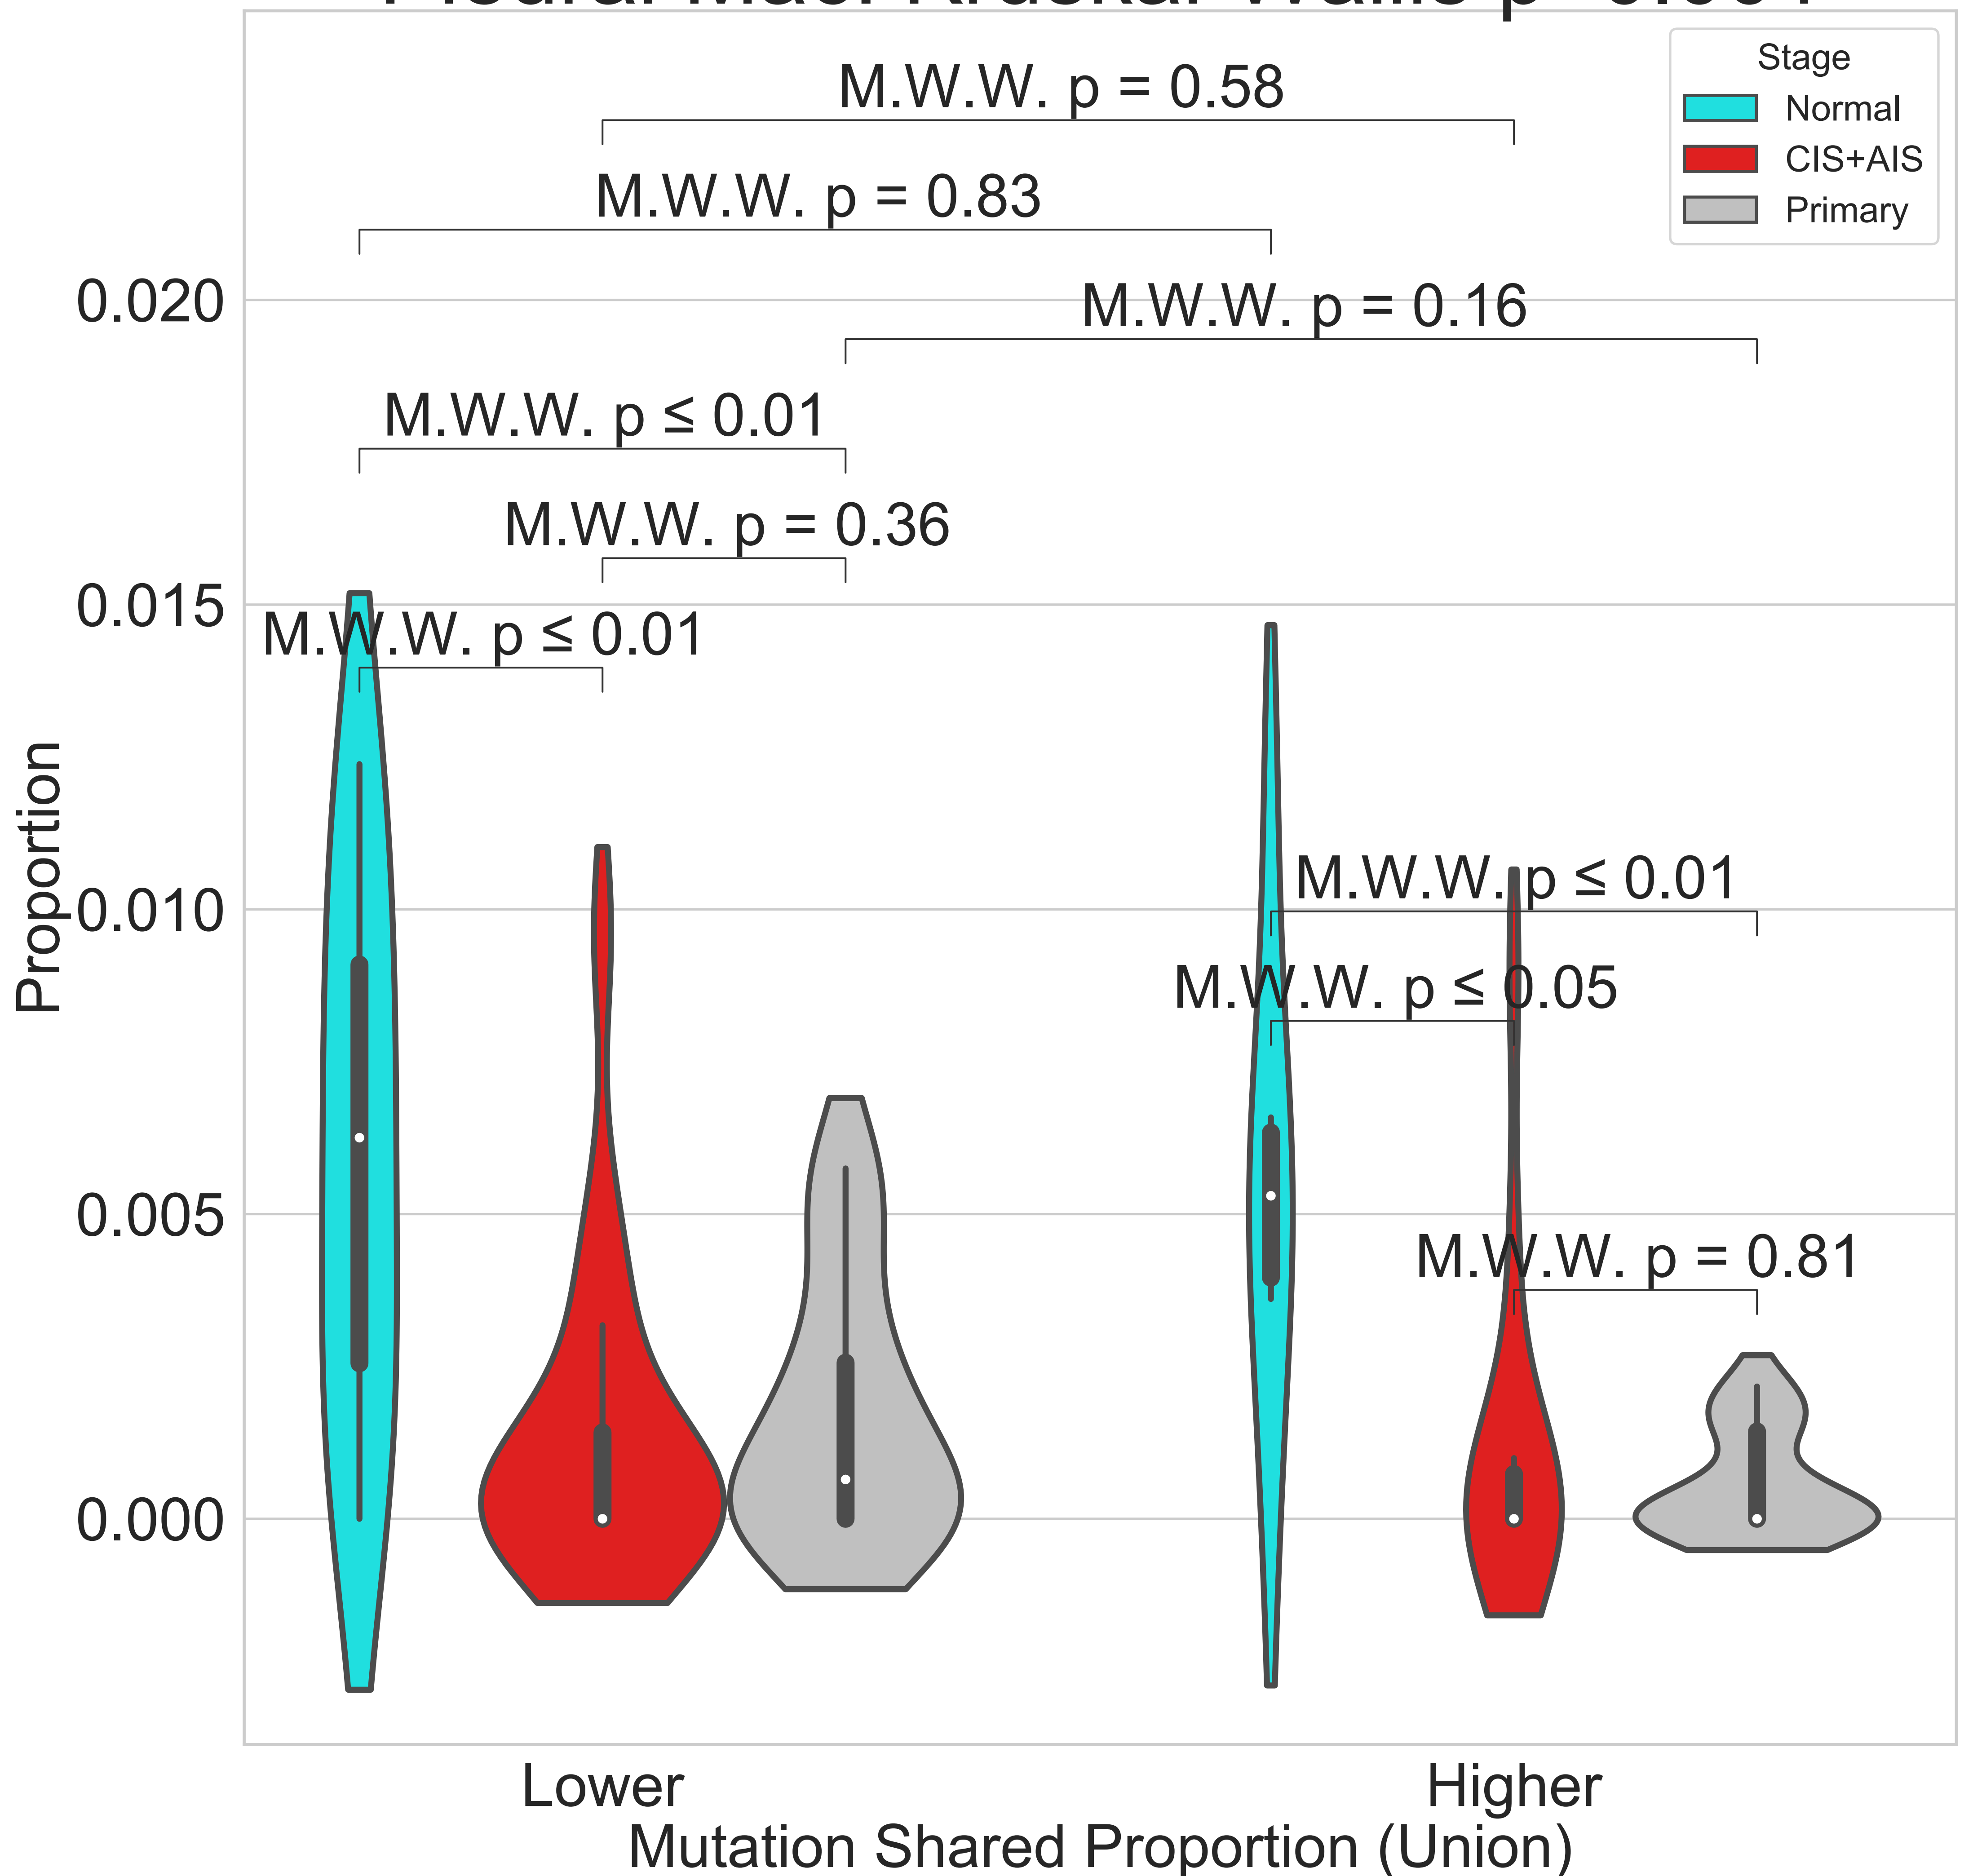 Stage
Normal
CIS+AIS
Primary
M.W.W. p = 0.58
M.W.W. p = 0.83
M.W.W. p = 0.16
M.W.W. p ≤ 0.01
M.W.W. p = 0.36
M.W.W. p ≤ 0.01
M.W.W. p ≤ 0.01
M.W.W. p ≤ 0.05
M.W.W. p = 0.81
0.020
0.015
0.010
0.005
0.000
Proportion
Lower
Higher
Mutation Shared Proportion (Union)